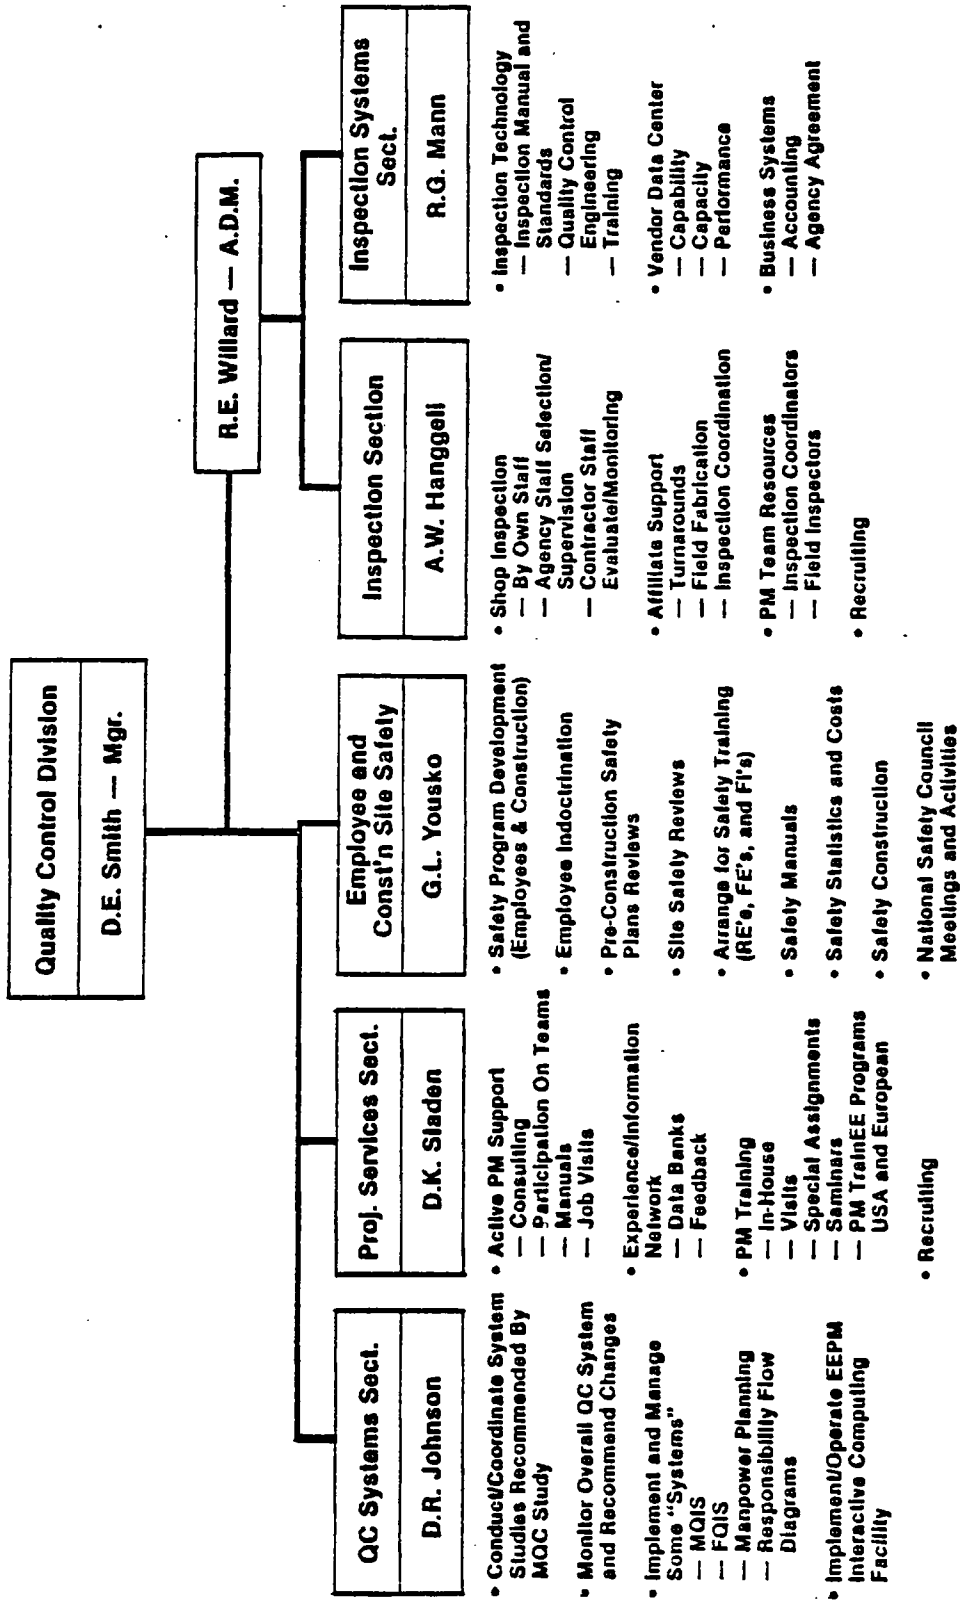 Quality Control Division
D.E. Smith — Mgr.
R.E. Willard — A.D.M.
QC Systems Sect.
D.R. Johnson
• Conduct/Coordinate System
Studies Recommended By
MQC Study
• Monitor Overall QC System
and Recommend Changes
• Implement and Manage
Some "Systems"
— MQIS
— FQIS
— Manpower Planning
— Responsibility Flow
Diagrams
• Implement/Operate EEPM
Interactive Computing
Facility
Proj. Services Sect.
D.K. Sladen
• Active PM Support
— Consulting
— Participation On Teams
— Manuals
— Job Visits
• Experience/Information
Network
— Data Banks
— Feedback
• PM Training
— In-House
— Visits
— Special Assignments
— Saminars
— PM TrainEE Programs
USA and European
• Recruiting
Employee and
Const'n Site Safety
G.L. Yousko
• Safety Program Development
(Employees & Construction)
• Employee Indoctrination
• Pre-Construction Safety
Plans Reviews
• Site Safety Reviews
• Arrange for Safety Training
(RE's, FE's, and FI's)
• Safety Manuals
• Safety Statistics and Costs
• Safety Construction
• National Safety Council
Meetings and Activities
Inspection Section
A.W. Hanggeli
• Shop Inspection
— By Own Staff
— Agency Staff Selection/
Supervision
— Contractor Staff
Evaluate/Monitoring
• Affiliate Support
— Turnarounds
— Field Fabrication
— Inspection Coordination
• PM Team Resources
— Inspection Coordinators
— Field Inspectors
• Recruiting
Inspection Systems
Sect.
R.G. Mann
• Inspection Technology
— Inspection Manual and
Standards
— Quality Control
Engineering
— Training
• Vendor Data Center
— Capability
— Capacity
— Performance
• Business Systems
— Accounting
— Agency Agreement